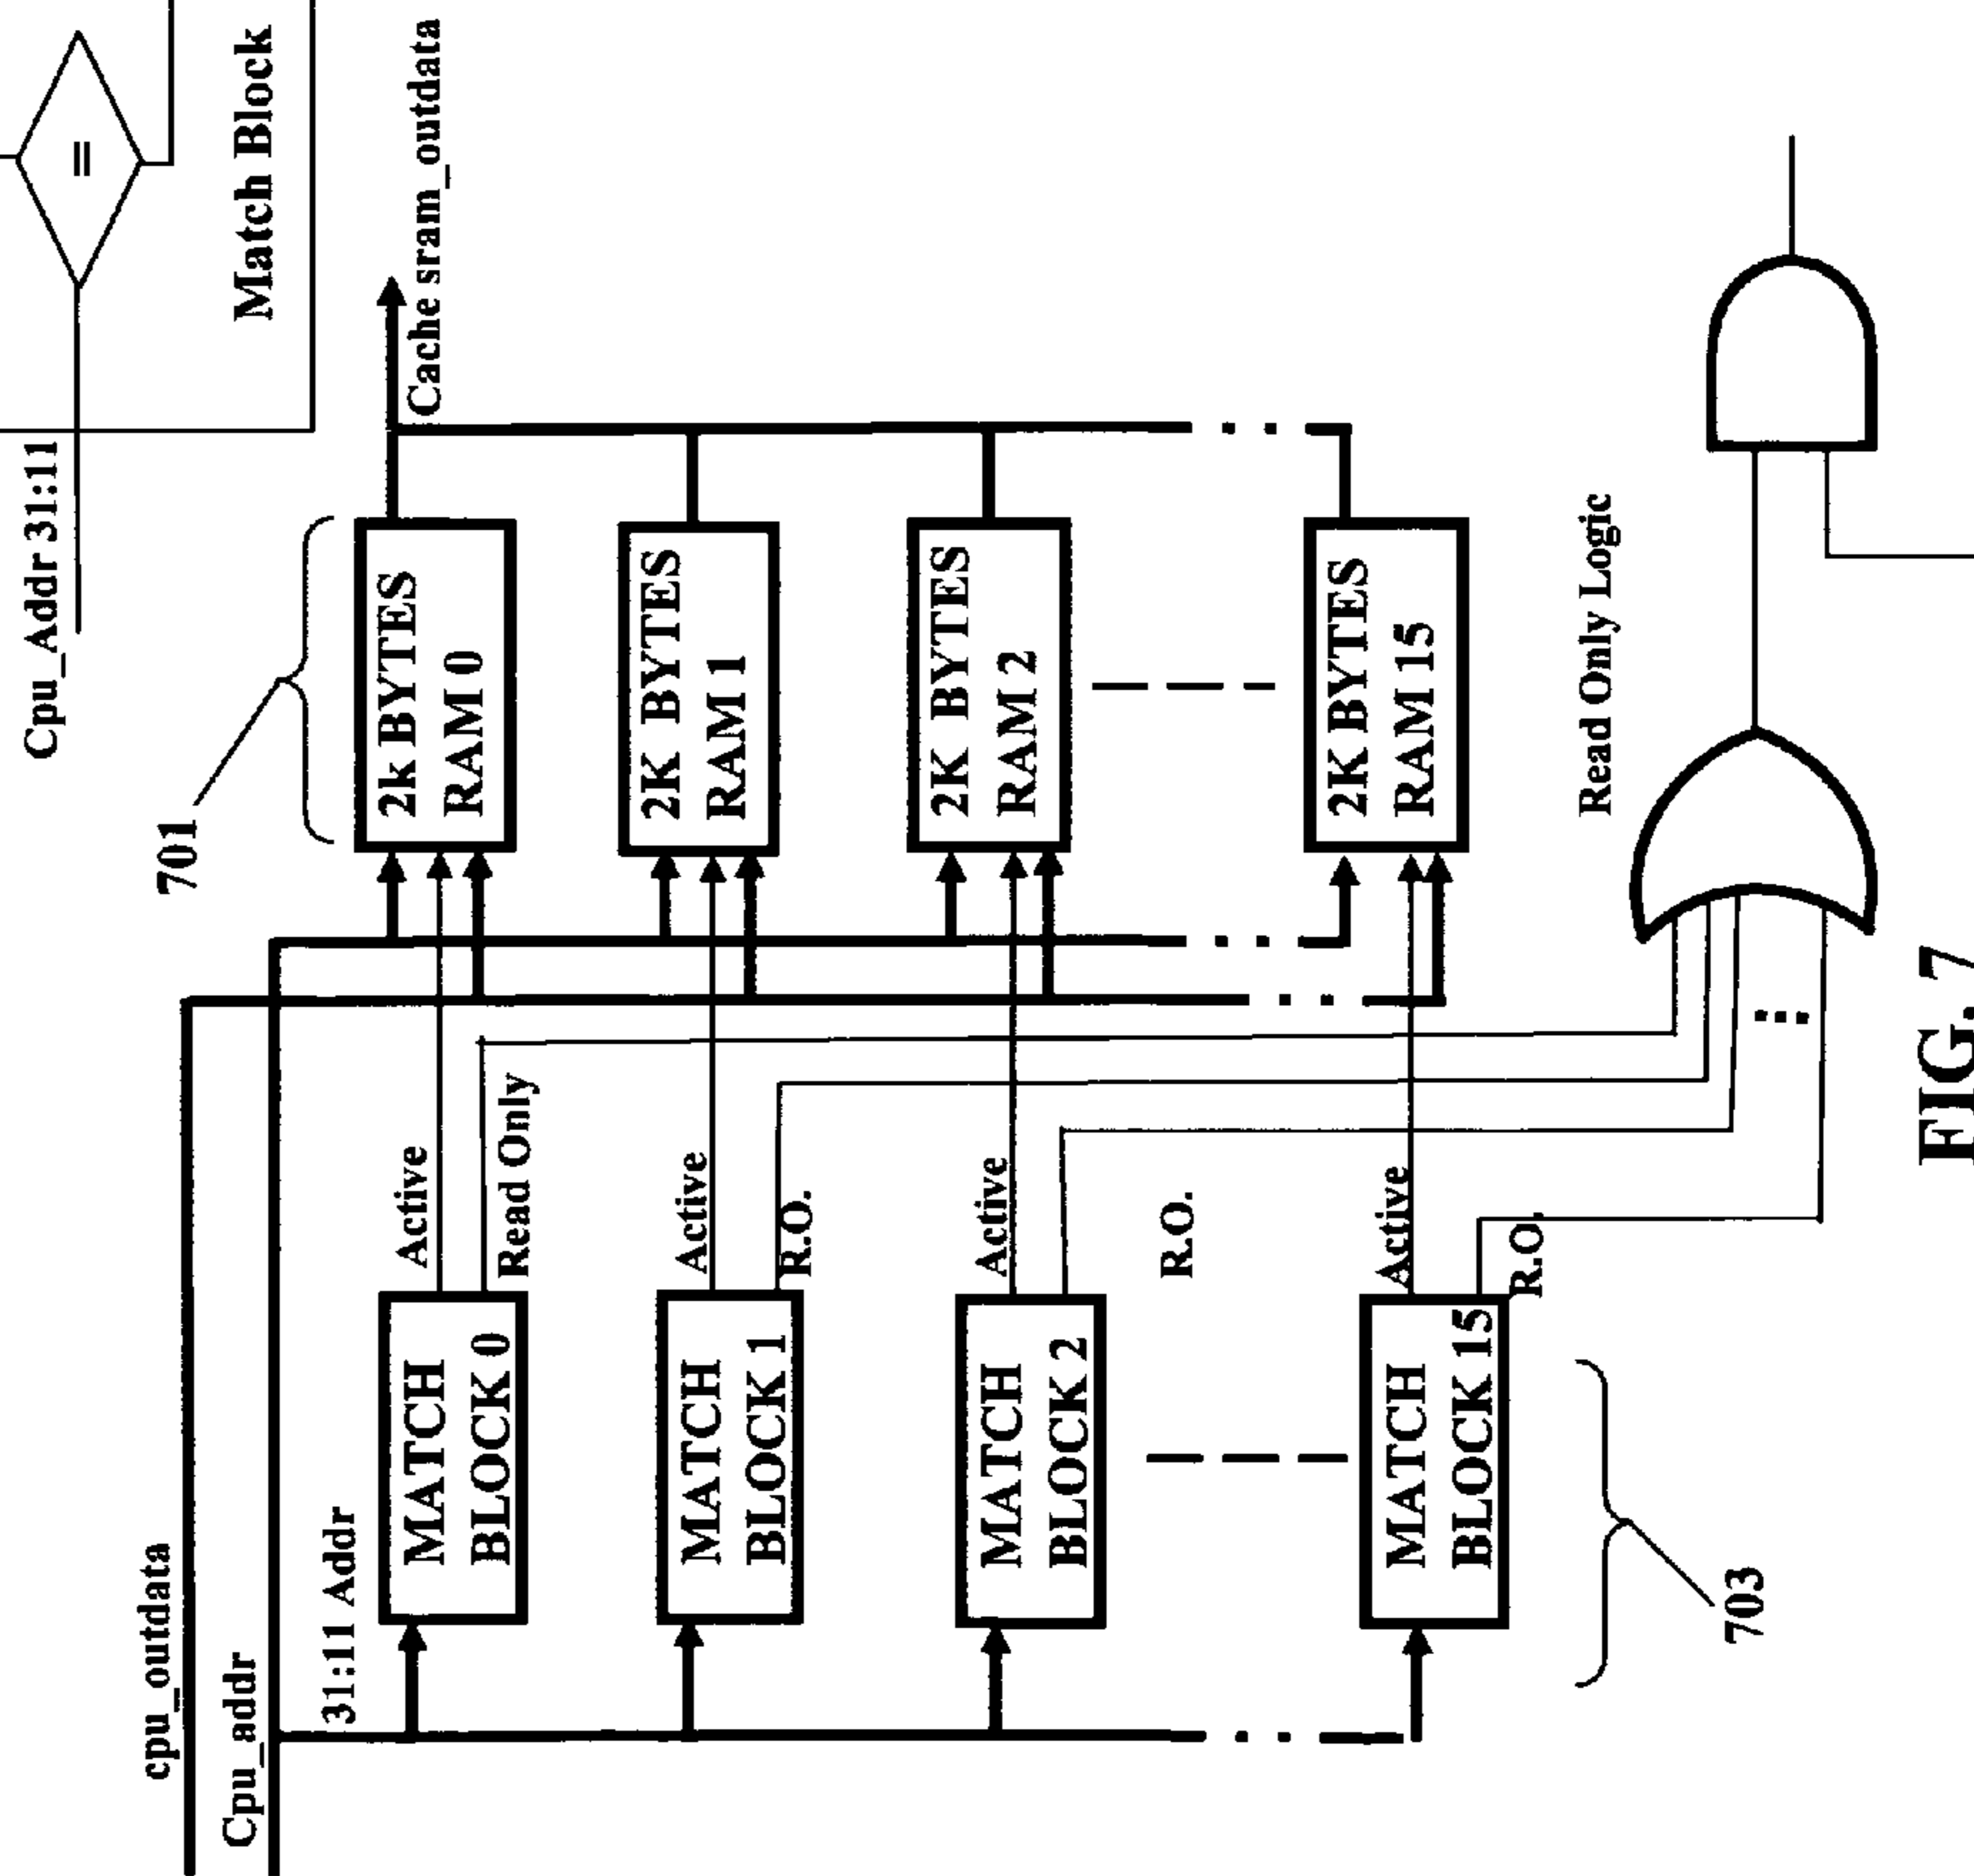 =
Match Block
Cpu_Addr 31:11
Cachesram_outdata
701
2k BYTES
RAM 0
2K BYTES
RAM 1
2K BYTES
RAM 2
2K BYTES
RAM 15
Read Only Logic
Active
Read Only
Active
R.O.
Active
R.O.
Active
R.O.
cpu_outdata
Cpu_addr
31:11 Addr
MATCH
BLOCK 0
MATCH
BLOCK 1
MATCH
BLOCK 2
MATCH
BLOCK 15
703
FIG. 7